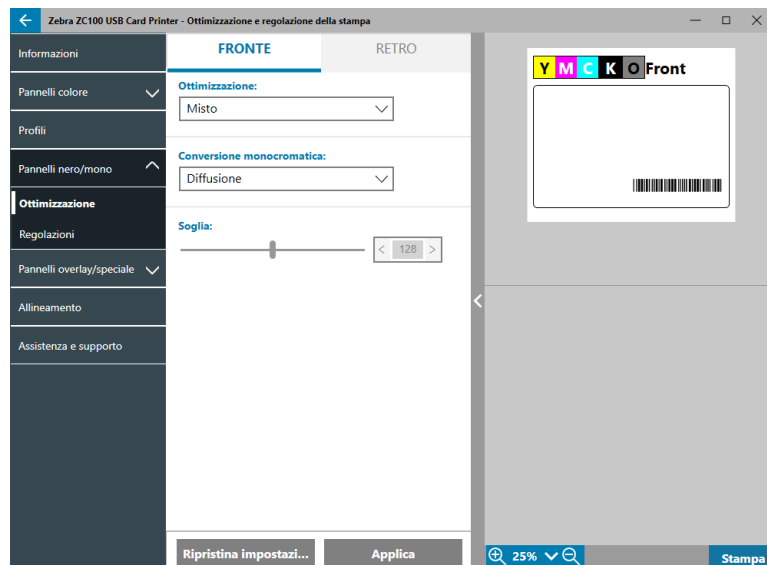 Zebra ZC100 USB Card Printer - Ottimizzazione e regolazione della stampa
Informazioni
Pannelli colore
Profili
Pannelli nero/mono
Ottimizzazione
Regolazioni
Pannelli overlay/speciale
Allineamento
Assistenza e supporto
FRONTE RETRO
Ottimizzazione:
Misto
Conversione monocromatica:
Diffusione
Soglia:
< 128 >
Ripristina impostazi... Applica
Y M C K O Front
25%
Stampa